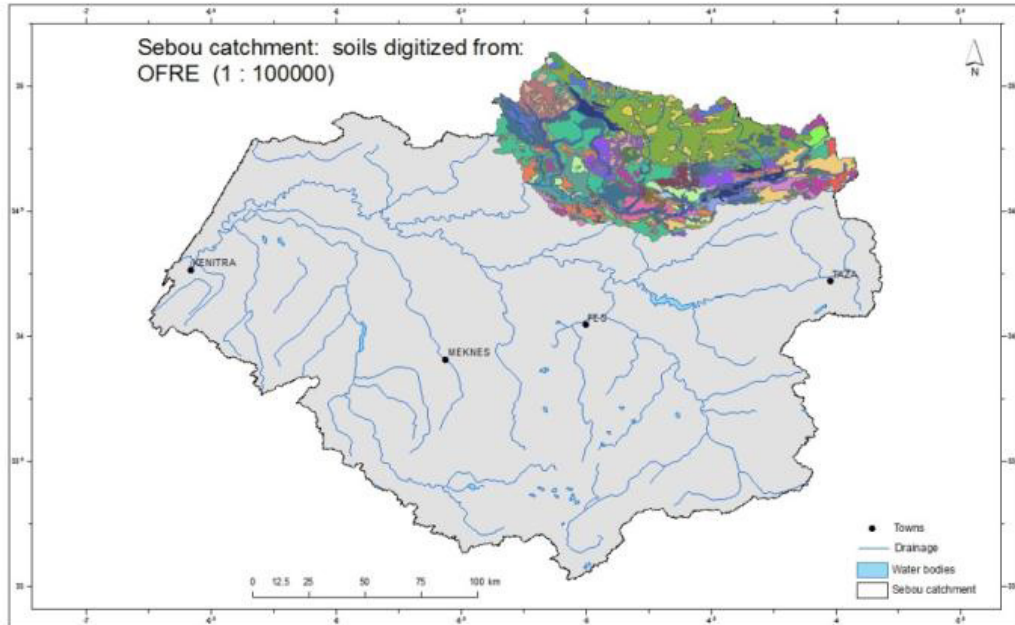 Sebou catchment: soils digitized from:
OFRE (1 : 100000)
N
KENITRA
TAZA
FES
MEKNES
Towns
Drainage
Water bodies
Sebou catchment
0 12.5 25 50 75 100 km